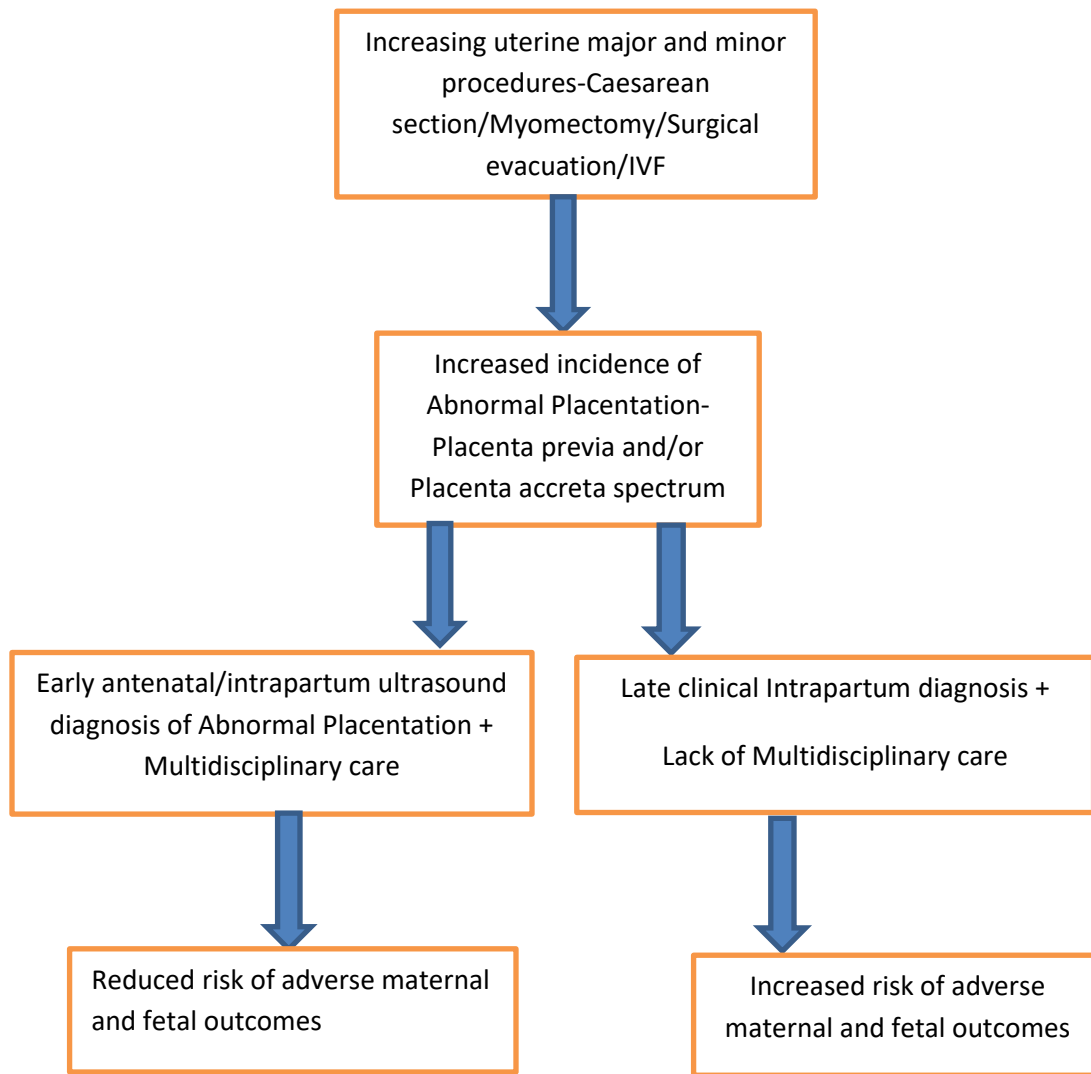 Increasing uterine major and minor
procedures-Caesarean
section/Myomectomy/Surgical
evacuation/IVF
Increased incidence of
Abnormal Placentation-
Placenta previa and/or
Placenta accreta spectrum
Early antenatal/intrapartum ultrasound
diagnosis of Abnormal Placentation +
Multidisciplinary care
Late clinical Intrapartum diagnosis +
Lack of Multidisciplinary care
Reduced risk of adverse maternal
and fetal outcomes
Increased risk of adverse
maternal and fetal outcomes